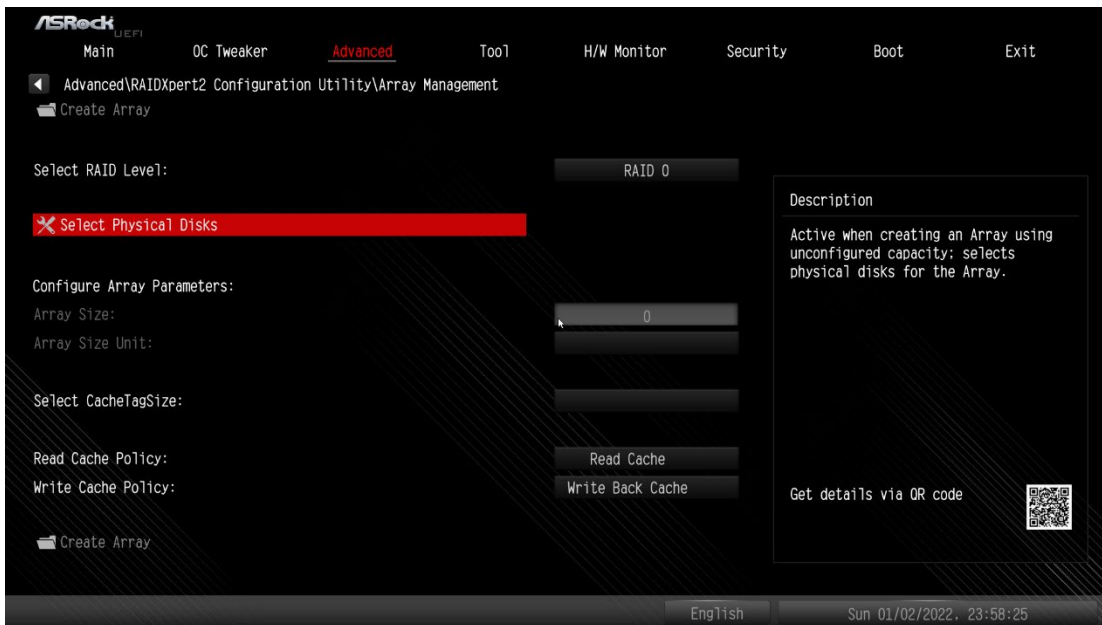 ASRock
UEFI
Main OC Tweaker Advanced Tool H/W Monitor Security Boot Exit
Advanced\RAIDXpert2 Configuration Utility\Array Management
Create Array
Select RAID Level: RAID 0
Select Physical Disks
Configure Array Parameters:
Array Size: 0
Array Size Unit:
Select CacheTagSize:
Read Cache Policy: Read Cache
Write Cache Policy: Write Back Cache
Create Array
Description
Active when creating an Array using
unconfigured capacity; selects
physical disks for the Array.
Get details via QR code
English Sun 01/02/2022, 23:58:25